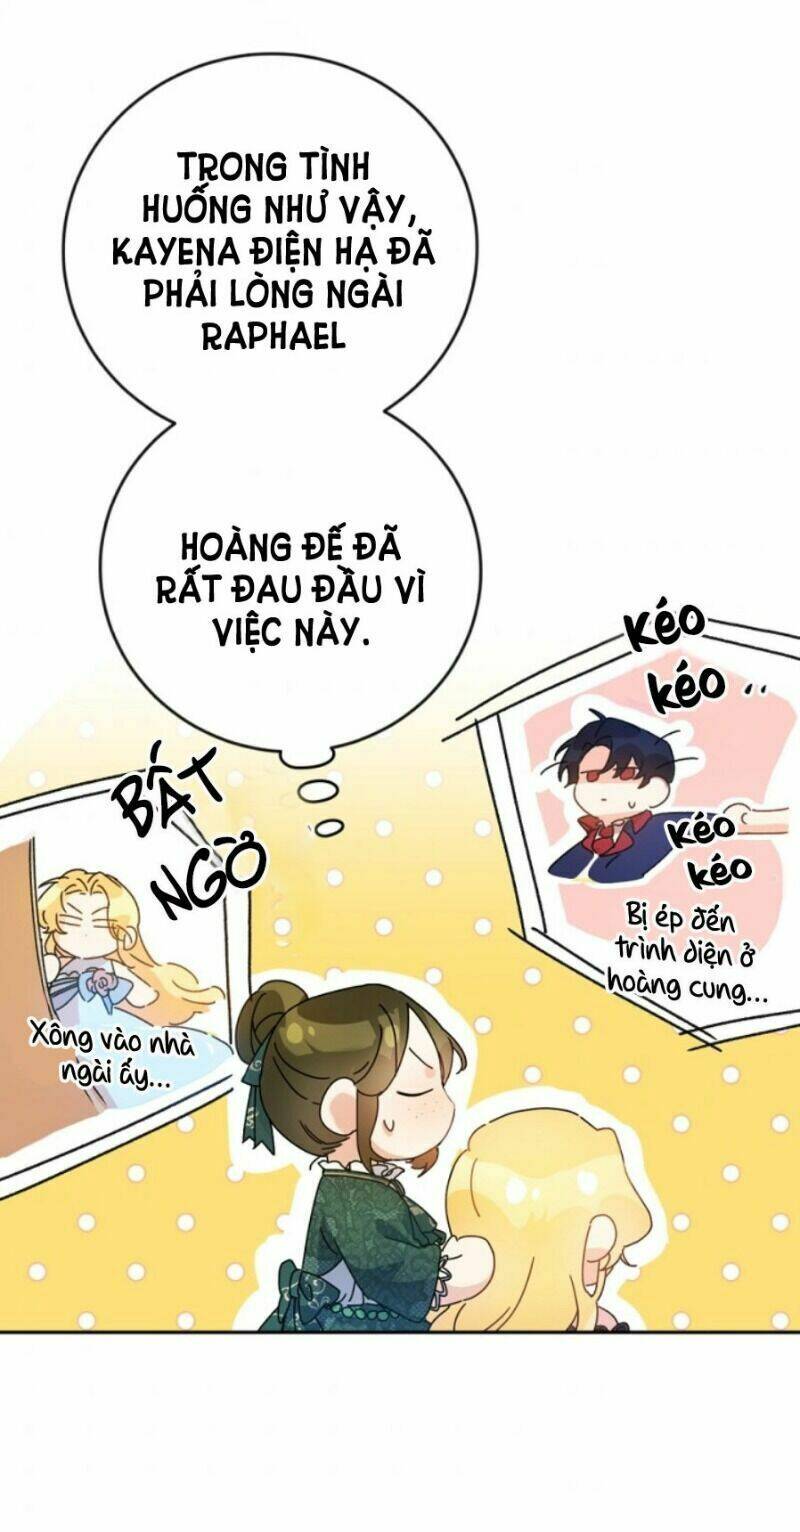 TRONG TÌNH
HUỐNG NHƯ VẬY,
KAYENA ĐIỆN HẠ ĐÃ
PHẢI LÒNG NGÀI
RAPHAEL
HOÀNG ĐẾ ĐÃ
RẤT ĐAU ĐẦU VÌ
VIỆC NÀY.
KÉO
KÉO
BẤT
NGỜ
KÉO
KÉO
Bị ép đến
trình diện ở
hoàng cung...
Xông vào nhà
ngài ấy...